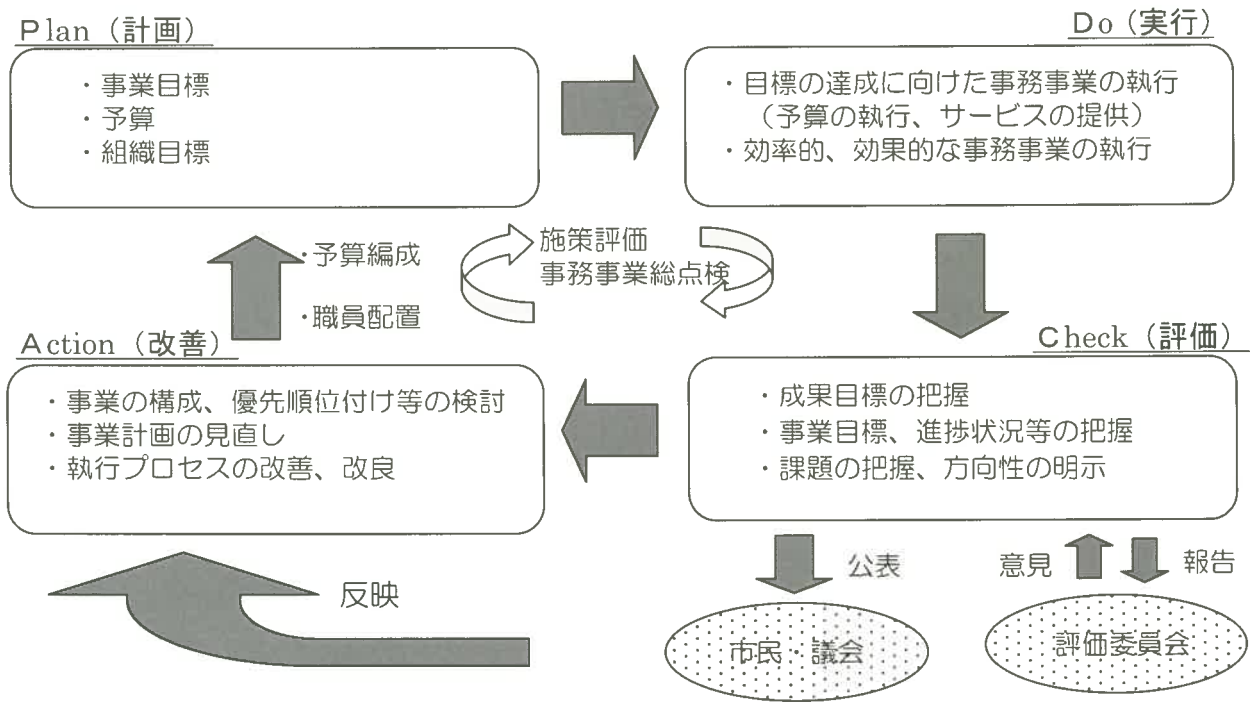 Plan（計画）
・事業目標
・予算
・組織目標
Do（実行）
・目標の達成に向けた事務事業の執行
（予算の執行、サービスの提供）
・効率的、効果的な事務事業の執行
・予算編成
・職員配置
施策評価
事務事業総点検
Action（改善）
・事業の構成、優先順位付け等の検討
・事業計画の見直し
・執行プロセスの改善、改良
Check（評価）
・成果目標の把握
・事業目標、進捗状況等の把握
・課題の把握、方向性の明示
反映
公表
市民・議会
意見
報告
評価委員会